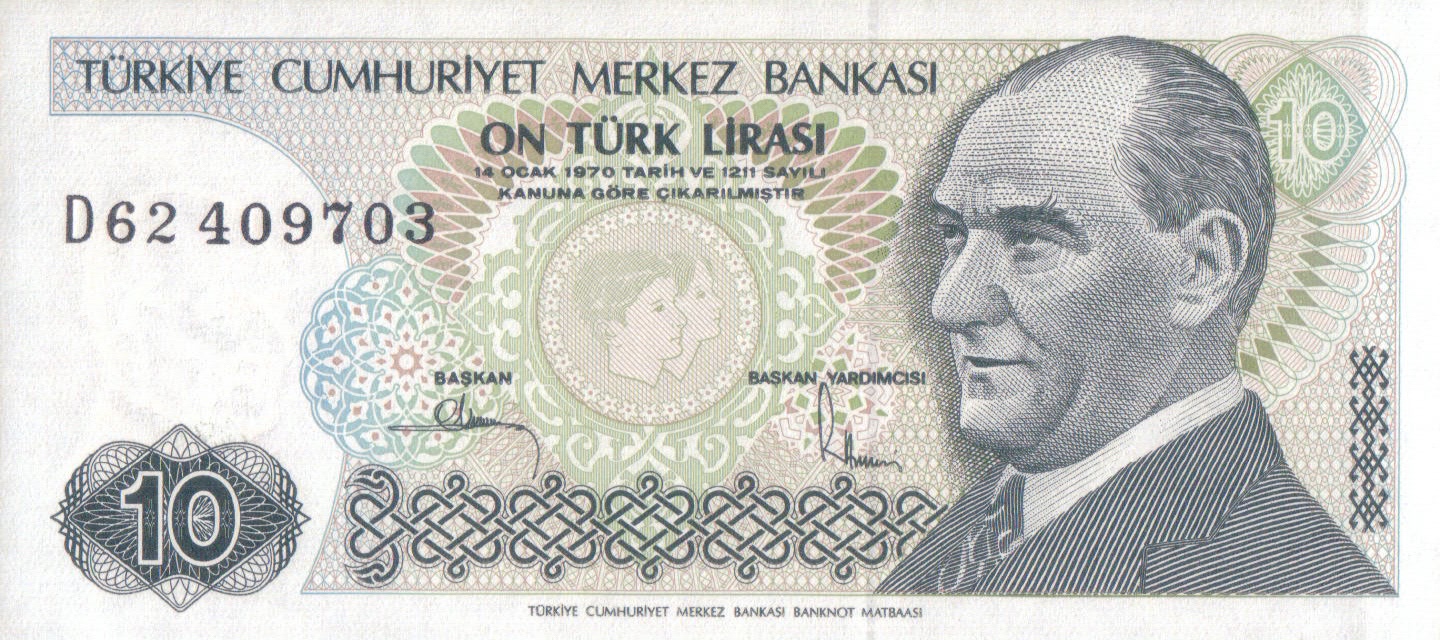 TÜRKİYE CUMHURİYET MERKEZ BANKASI
10
ON TÜRK LİRASI
14 OCAK 1970 TARİH VE 1211 SAYILI
KANUNA GÖRE ÇIKARILMIŞTIR
D62 409703
BAŞKAN
BAŞKAN YARDIMCISI
10
TÜRKİYE CUMHURİYET MERKEZ BANKASI BANKNOT MATBAASI